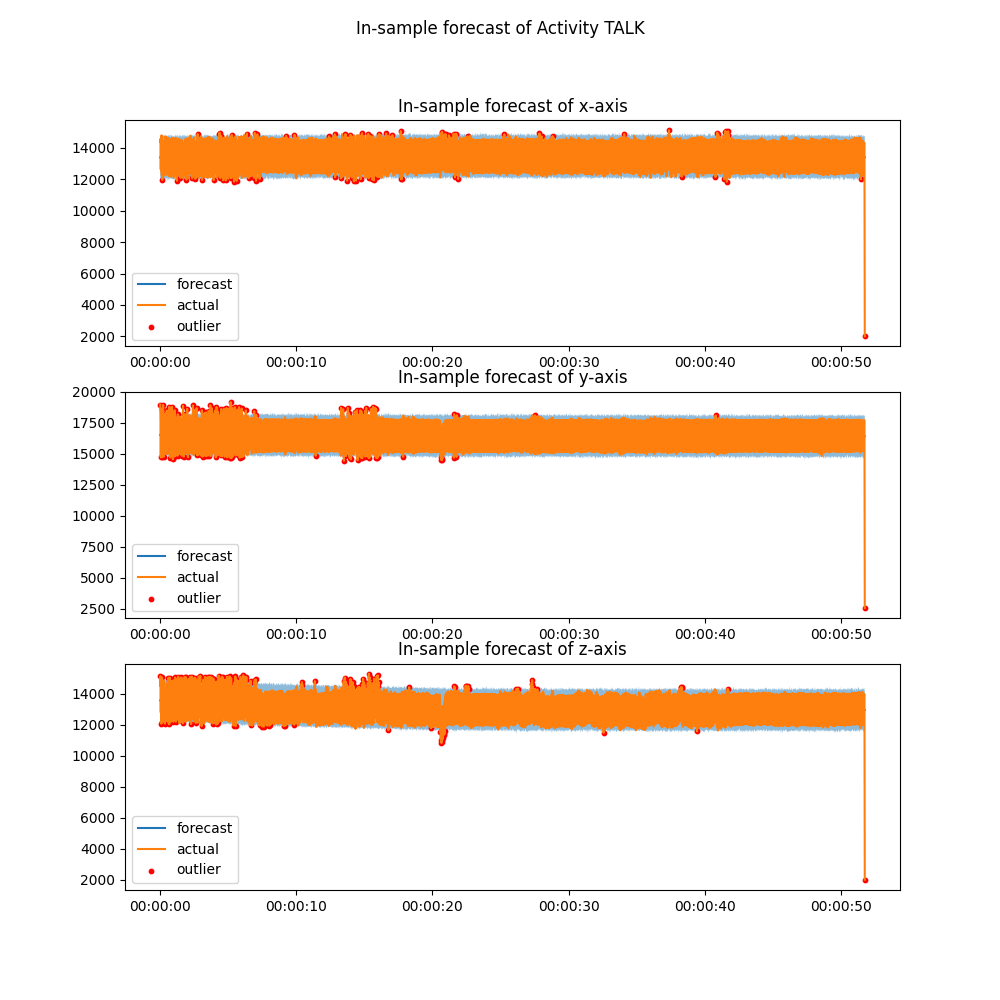 In-sample forecast of Activity TALK
In-sample forecast of x-axis
14000
12000
10000
8000
6000
4000
2000
forecast
actual
outlier
00:00:00 00:00:10 00:00:20 00:00:30 00:00:40 00:00:50
In-sample forecast of y-axis
20000
17500
15000
12500
10000
7500
5000
2500
forecast
actual
outlier
00:00:00 00:00:10 00:00:20 00:00:30 00:00:40 00:00:50
In-sample forecast of z-axis
14000
12000
10000
8000
6000
4000
2000
forecast
actual
outlier
00:00:00 00:00:10 00:00:20 00:00:30 00:00:40 00:00:50